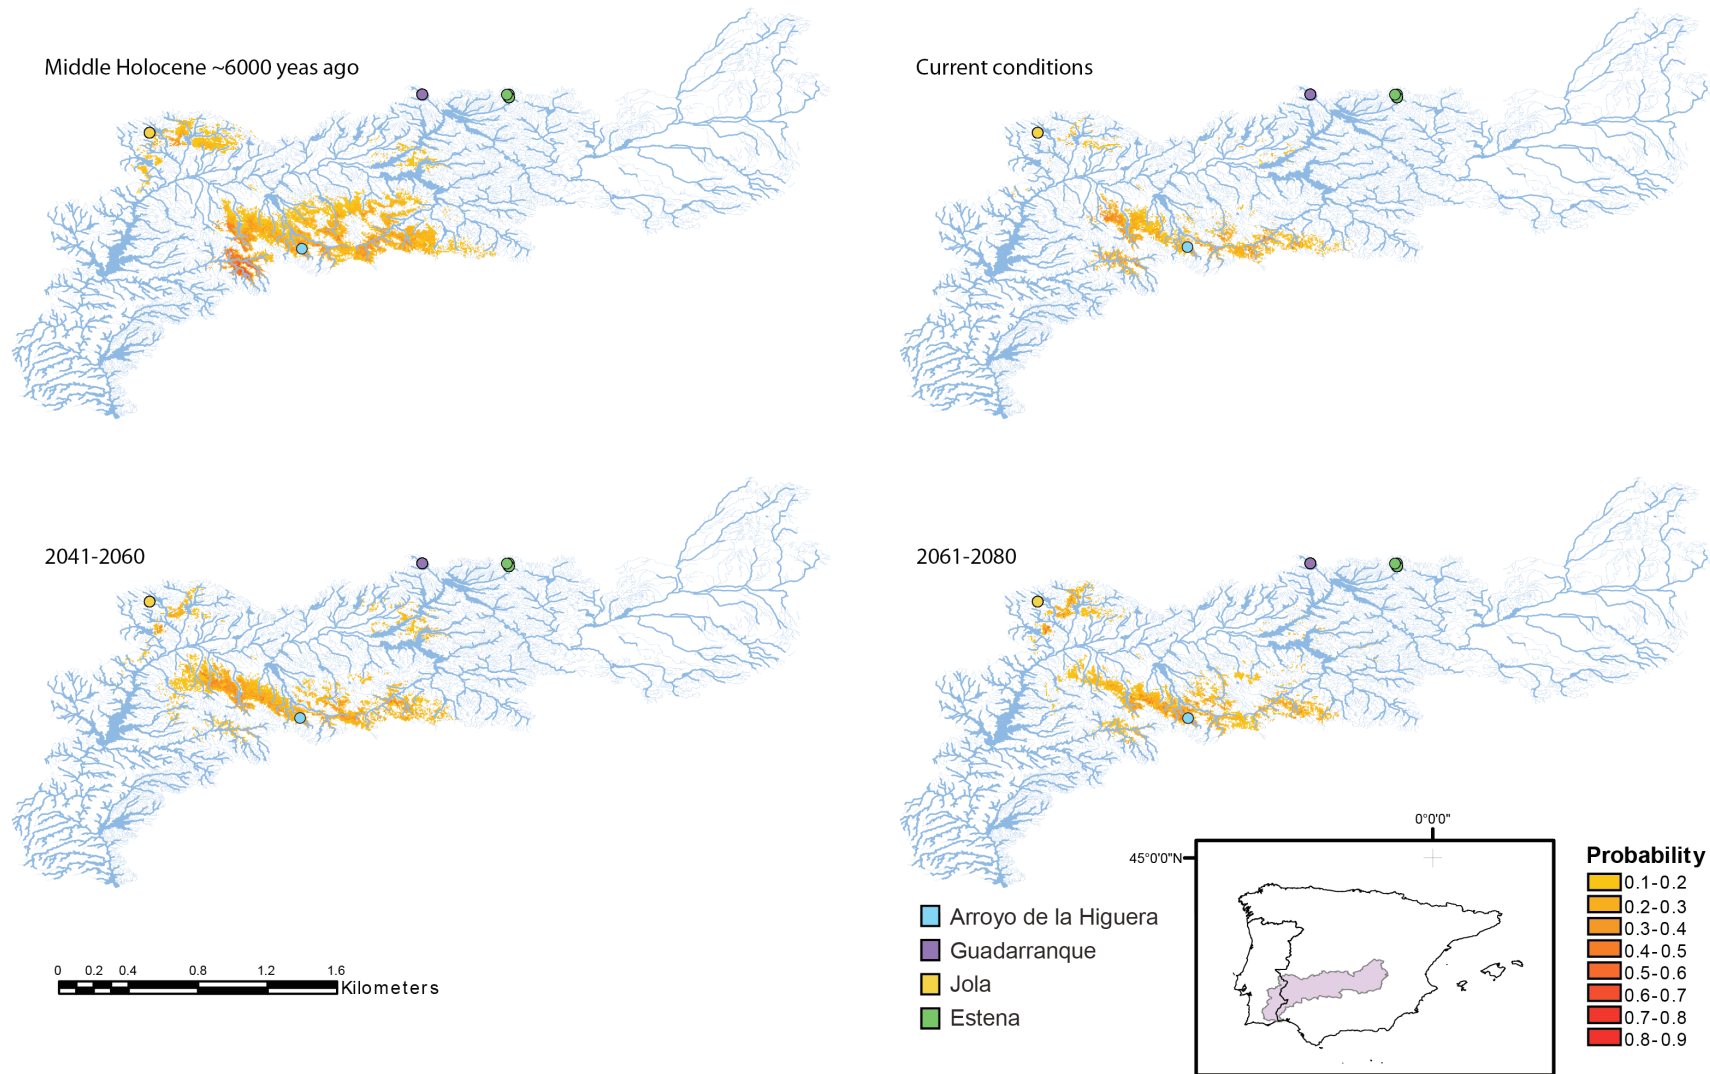 Middle Holocene ~6000 yeas ago
Current conditions
2041-2060
2061-2080
0°0'0"
45°0'0"N
Probability
0.1-0.2
0.2-0.3
0.3-0.4
0.4-0.5
0.5-0.6
0.6-0.7
0.7-0.8
0.8-0.9
Arroyo de la Higuera
Guadarranque
Jola
Estena
0 0.2 0.4 0.8 1.2 1.6
Kilometers